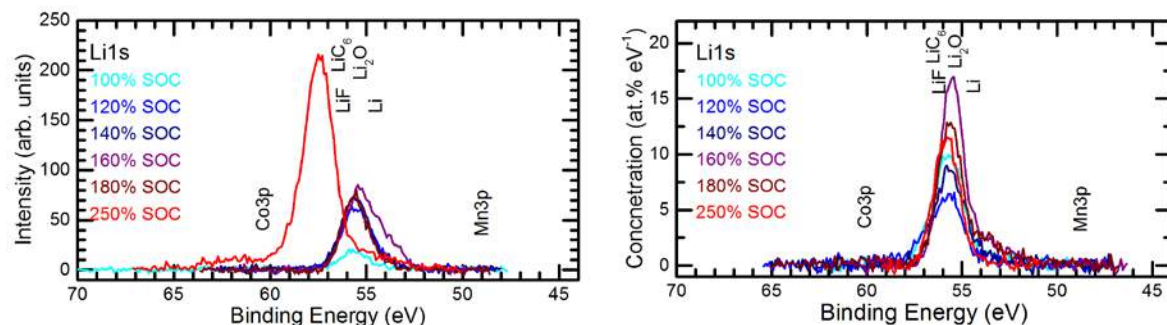 Li1s
100% SOC
120% SOC
140% SOC
160% SOC
180% SOC
250% SOC
LiC6
Li2O
LiF
Li
Co3p
Mn3p
250
200
150
100
50
0
Intensity (arb. units)
70 65 60 55 50 45
Binding Energy (eV)
Li1s
100% SOC
120% SOC
140% SOC
160% SOC
180% SOC
250% SOC
LiF LiC6
Li2O
Li
Co3p
Mn3p
20
15
10
5
0
Concnetration (at.% eV-1)
70 65 60 55 50 45
Binding Energy (eV)